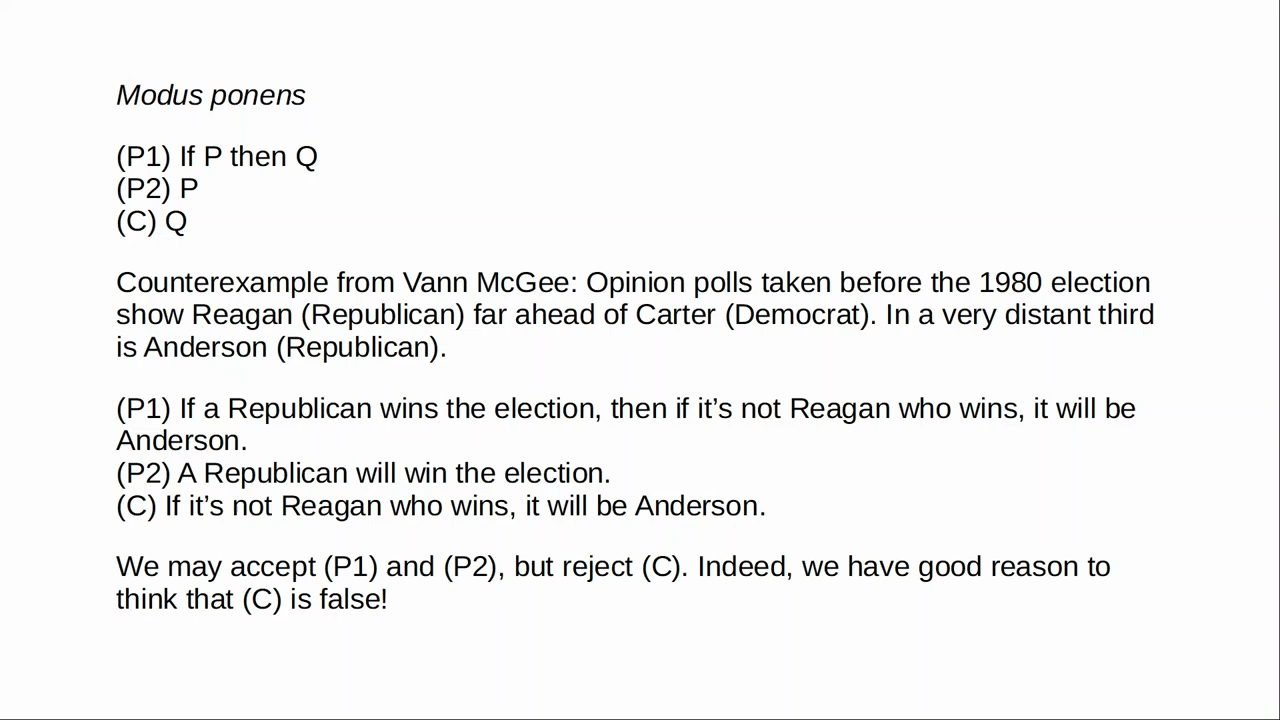 Modus ponens
(P1) If P then Q
(P2) P
(C) Q
Counterexample from Vann McGee: Opinion polls taken before the 1980 election
show Reagan (Republican) far ahead of Carter (Democrat). In a very distant third
is Anderson (Republican).
(P1) If a Republican wins the election, then if it’s not Reagan who wins, it will be
Anderson.
(P2) A Republican will win the election.
(C) If it’s not Reagan who wins, it will be Anderson.
We may accept (P1) and (P2), but reject (C). Indeed, we have good reason to
think that (C) is false!